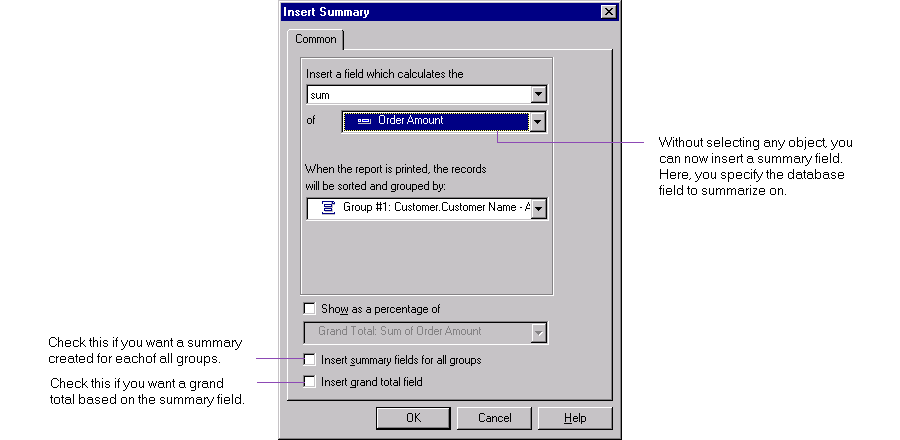 Insert Summary
Common
Insert a field which calculates the
sum
of
Order Amount
Without selecting any object, you
can now insert a summary field.
Here, you specify the database
field to summarize on.
When the report is printed, the records
will be sorted and grouped by:
Group #1: Customer.Customer Name - A
Show as a percentage of
Grand Total: Sum of Order Amount
Check this if you want a summary
created for eachof all groups.
Insert summary fields for all groups
Check this if you want a grand
total based on the summary field.
Insert grand total field
OK
Cancel
Help